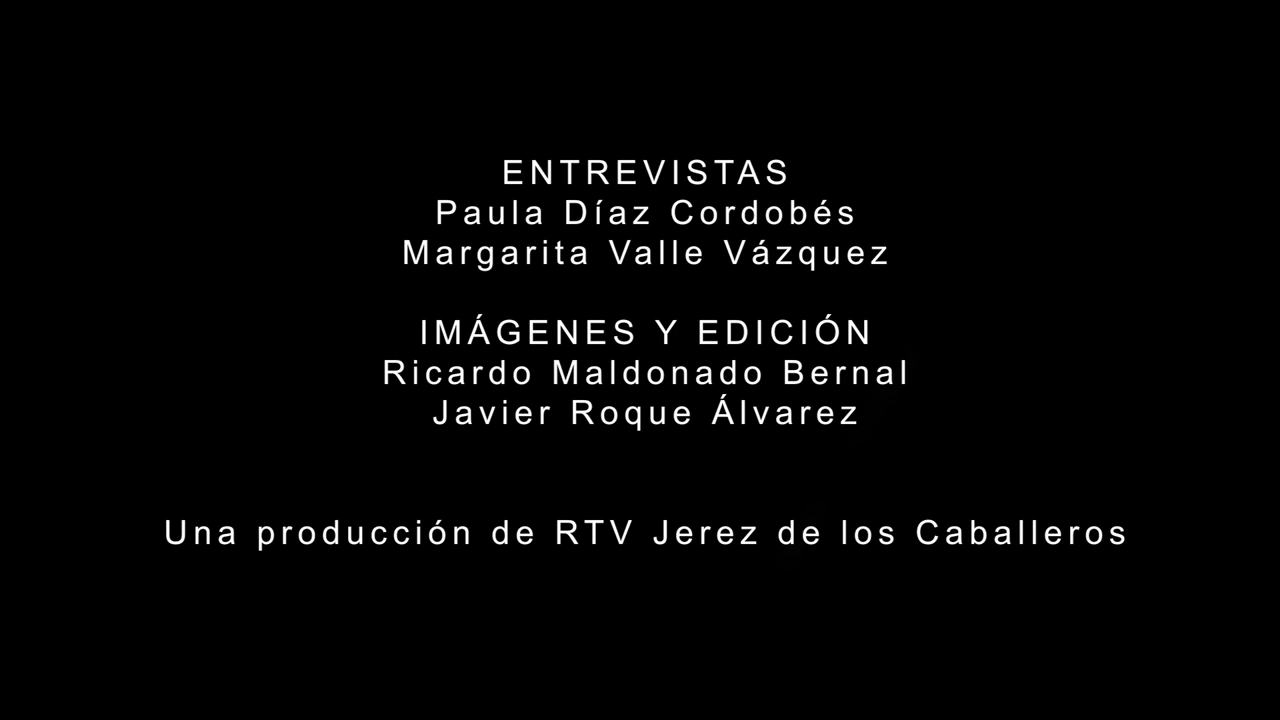 ENTREVISTAS
Paula Díaz Cordobés
Margarita Valle Vázquez
IMÁGENES Y EDICIÓN
Ricardo Maldonado Bernal
Javier Roque Álvarez
Una producción de RTV Jerez de los Caballeros